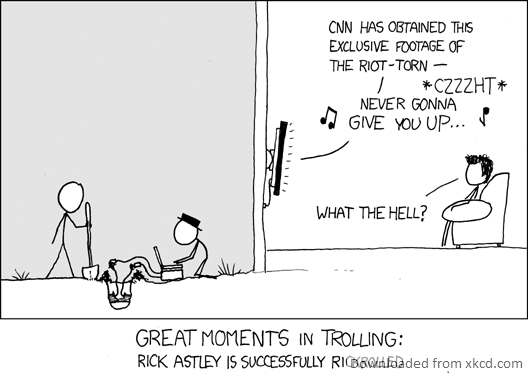 CNN HAS OBTAINED THIS
EXCLUSIVE FOOTAGE OF
THE RIOT-TORN —
*CZZZHT*
NEVER GONNA
GIVE YOU UP...
WHAT THE HELL?
GREAT MOMENTS IN TROLLING:
RICK ASTLEY IS SUCCESSFULLY RICKROLLED
Downloaded from xkcd.com